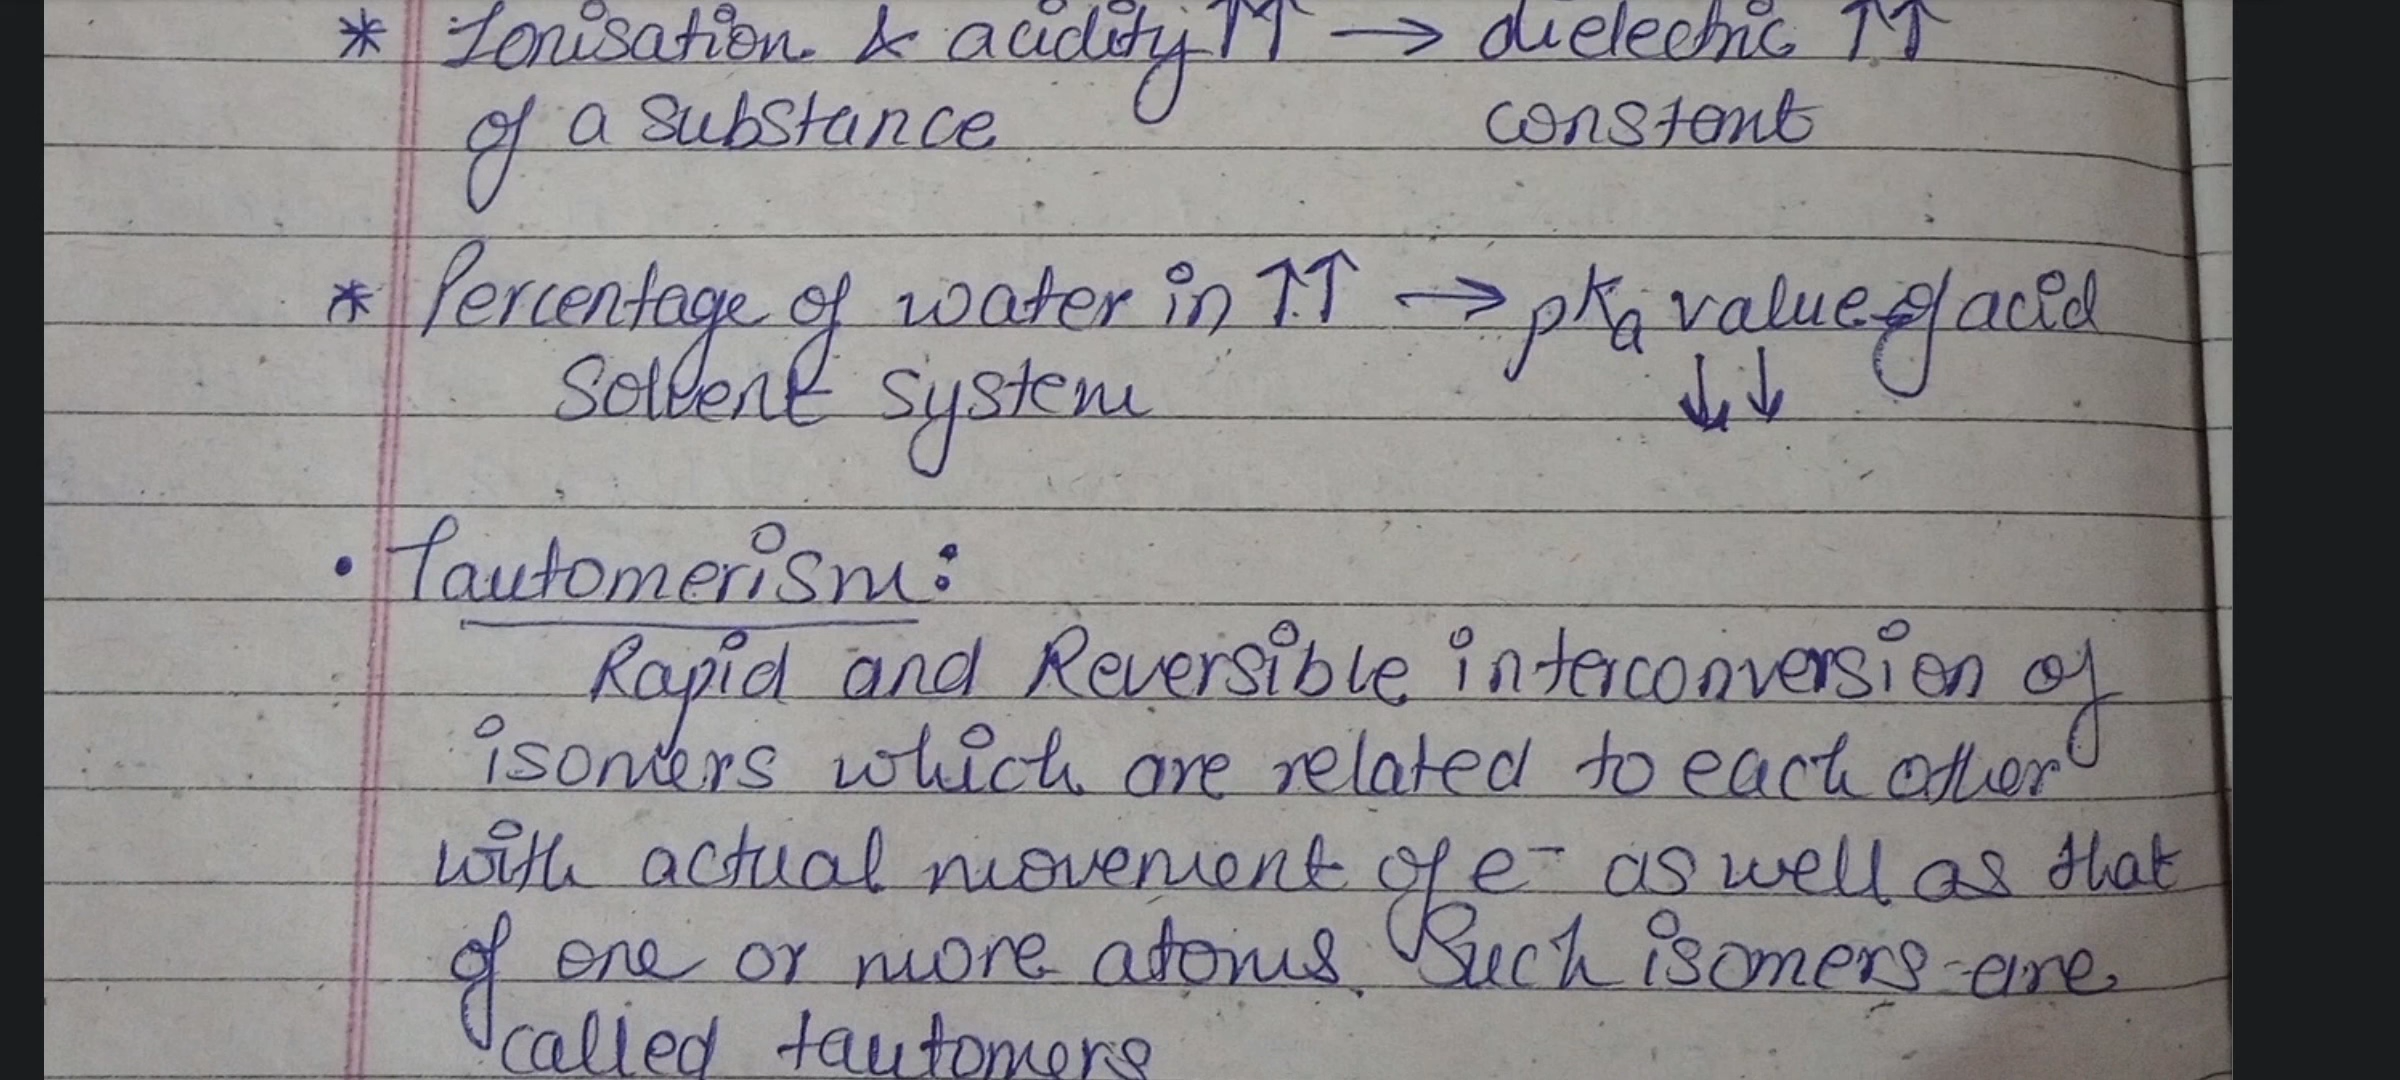 * Ionisation & acidity ↑↑ → dielectric ↑↑
of a substance constant
* Percentage of water in ↑↑ → pKa value of acid
Solvent system ↓↓
• Tautomerism:
Rapid and Reversible interconversion of
isomers which are related to each other
with actual movement of e⁻ as well as that
of one or more atoms. Such isomers are
called tautomers